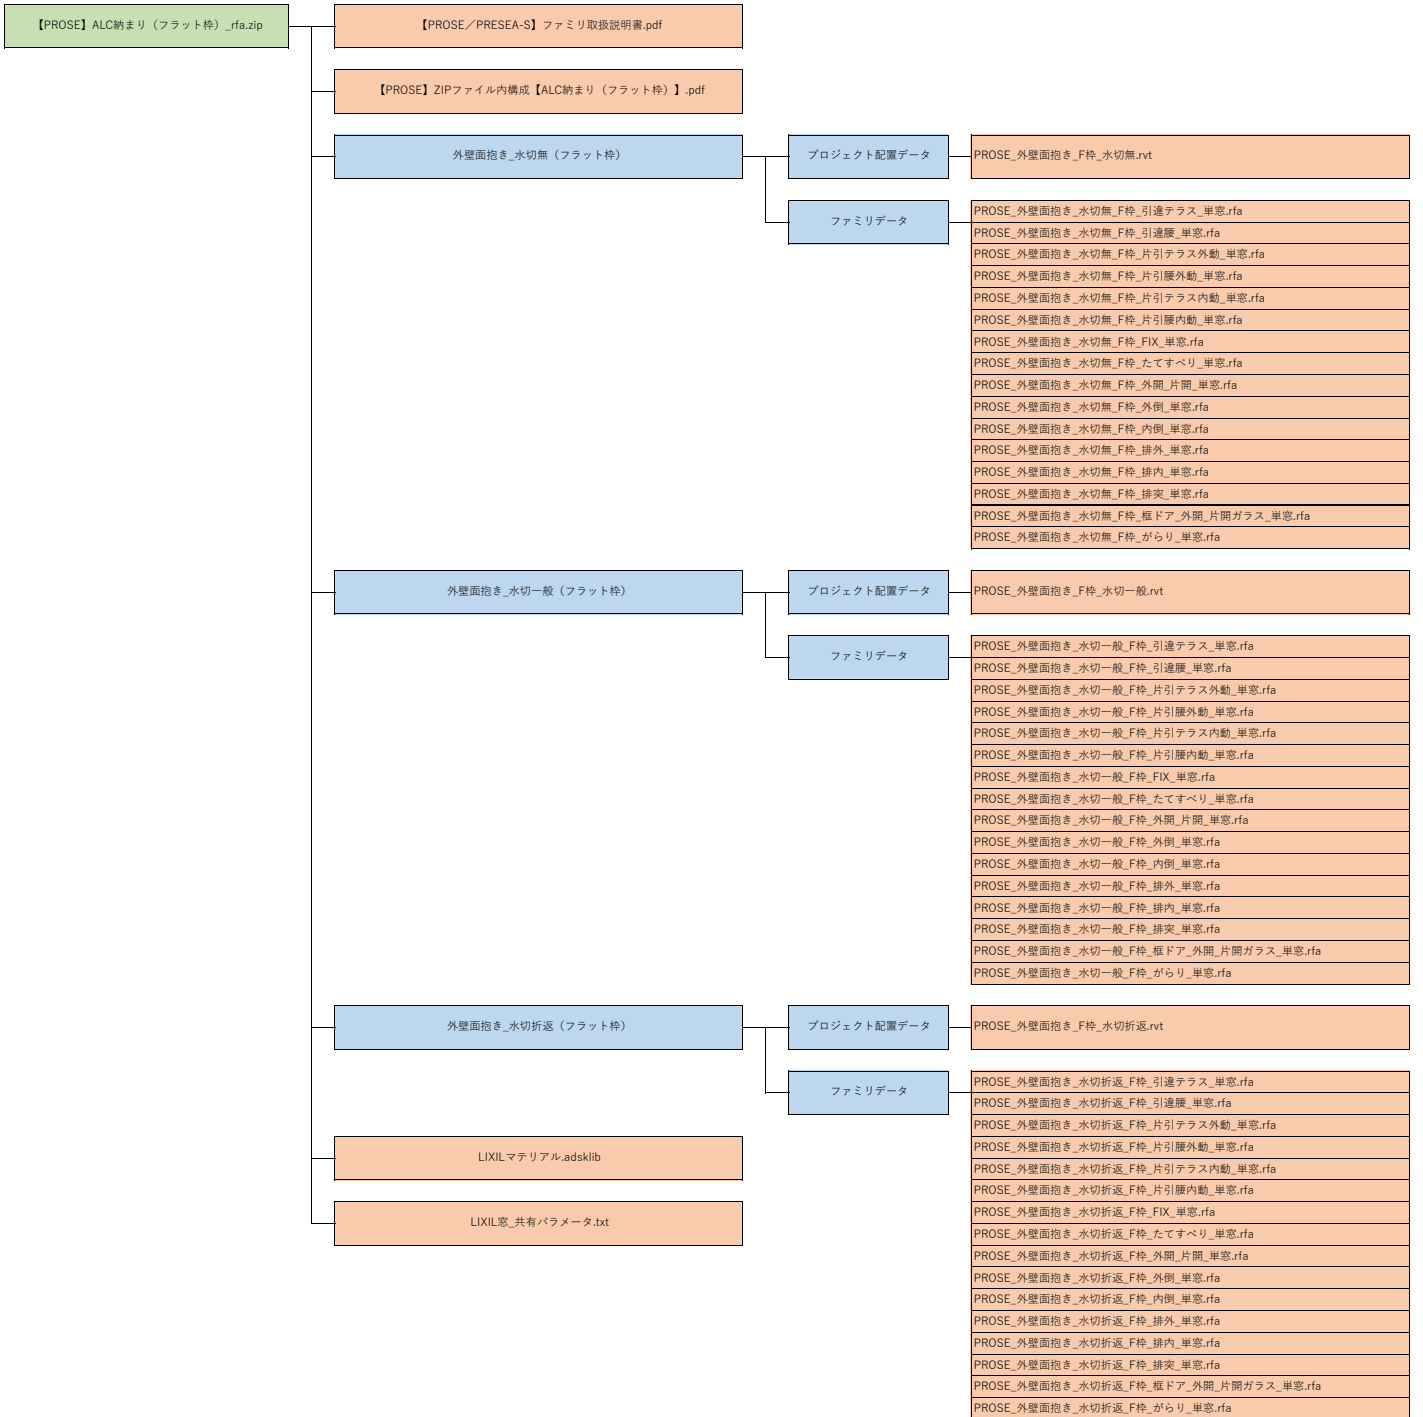 【PROSE】ALC納まり（フラット枠）_rfa.zip
【PROSE／PRESEA-S】ファミリ取扱説明書.pdf
【PROSE】ZIPファイル内構成【ALC納まり（フラット枠）】.pdf
外壁面抱き_水切無（フラット枠）
プロジェクト配置データ
PROSE_外壁面抱き_F枠_水切無.rvt
ファミリデータ
PROSE_外壁面抱き_水切無_F枠_引違テラス_単窓.rfa
PROSE_外壁面抱き_水切無_F枠_引違腰_単窓.rfa
PROSE_外壁面抱き_水切無_F枠_片引テラス外動_単窓.rfa
PROSE_外壁面抱き_水切無_F枠_片引腰外動_単窓.rfa
PROSE_外壁面抱き_水切無_F枠_片引テラス内動_単窓.rfa
PROSE_外壁面抱き_水切無_F枠_片引腰内動_単窓.rfa
PROSE_外壁面抱き_水切無_F枠_FIX_単窓.rfa
PROSE_外壁面抱き_水切無_F枠_たてすべり_単窓.rfa
PROSE_外壁面抱き_水切無_F枠_外開_片開_単窓.rfa
PROSE_外壁面抱き_水切無_F枠_外倒_単窓.rfa
PROSE_外壁面抱き_水切無_F枠_内倒_単窓.rfa
PROSE_外壁面抱き_水切無_F枠_排外_単窓.rfa
PROSE_外壁面抱き_水切無_F枠_排内_単窓.rfa
PROSE_外壁面抱き_水切無_F枠_排突_単窓.rfa
PROSE_外壁面抱き_水切無_F枠_框ドア_外開_片開ガラス_単窓.rfa
PROSE_外壁面抱き_水切無_F枠_がらり_単窓.rfa
外壁面抱き_水切一般（フラット枠）
プロジェクト配置データ
PROSE_外壁面抱き_F枠_水切一般.rvt
ファミリデータ
PROSE_外壁面抱き_水切一般_F枠_引違テラス_単窓.rfa
PROSE_外壁面抱き_水切一般_F枠_引違腰_単窓.rfa
PROSE_外壁面抱き_水切一般_F枠_片引テラス外動_単窓.rfa
PROSE_外壁面抱き_水切一般_F枠_片引腰外動_単窓.rfa
PROSE_外壁面抱き_水切一般_F枠_片引テラス内動_単窓.rfa
PROSE_外壁面抱き_水切一般_F枠_片引腰内動_単窓.rfa
PROSE_外壁面抱き_水切一般_F枠_FIX_単窓.rfa
PROSE_外壁面抱き_水切一般_F枠_たてすべり_単窓.rfa
PROSE_外壁面抱き_水切一般_F枠_外開_片開_単窓.rfa
PROSE_外壁面抱き_水切一般_F枠_外倒_単窓.rfa
PROSE_外壁面抱き_水切一般_F枠_内倒_単窓.rfa
PROSE_外壁面抱き_水切一般_F枠_排外_単窓.rfa
PROSE_外壁面抱き_水切一般_F枠_排内_単窓.rfa
PROSE_外壁面抱き_水切一般_F枠_排突_単窓.rfa
PROSE_外壁面抱き_水切一般_F枠_框ドア_外開_片開ガラス_単窓.rfa
PROSE_外壁面抱き_水切一般_F枠_がらり_単窓.rfa
外壁面抱き_水切折返（フラット枠）
プロジェクト配置データ
PROSE_外壁面抱き_F枠_水切折返.rvt
ファミリデータ
PROSE_外壁面抱き_水切折返_F枠_引違テラス_単窓.rfa
PROSE_外壁面抱き_水切折返_F枠_引違腰_単窓.rfa
PROSE_外壁面抱き_水切折返_F枠_片引テラス外動_単窓.rfa
PROSE_外壁面抱き_水切折返_F枠_片引腰外動_単窓.rfa
PROSE_外壁面抱き_水切折返_F枠_片引テラス内動_単窓.rfa
PROSE_外壁面抱き_水切折返_F枠_片引腰内動_単窓.rfa
PROSE_外壁面抱き_水切折返_F枠_FIX_単窓.rfa
PROSE_外壁面抱き_水切折返_F枠_たてすべり_単窓.rfa
PROSE_外壁面抱き_水切折返_F枠_外開_片開_単窓.rfa
PROSE_外壁面抱き_水切折返_F枠_外倒_単窓.rfa
PROSE_外壁面抱き_水切折返_F枠_内倒_単窓.rfa
PROSE_外壁面抱き_水切折返_F枠_排外_単窓.rfa
PROSE_外壁面抱き_水切折返_F枠_排内_単窓.rfa
PROSE_外壁面抱き_水切折返_F枠_排突_単窓.rfa
PROSE_外壁面抱き_水切折返_F枠_框ドア_外開_片開ガラス_単窓.rfa
PROSE_外壁面抱き_水切折返_F枠_がらり_単窓.rfa
LIXILマテリアル.adsklib
LIXIL窓_共有パラメータ.txt